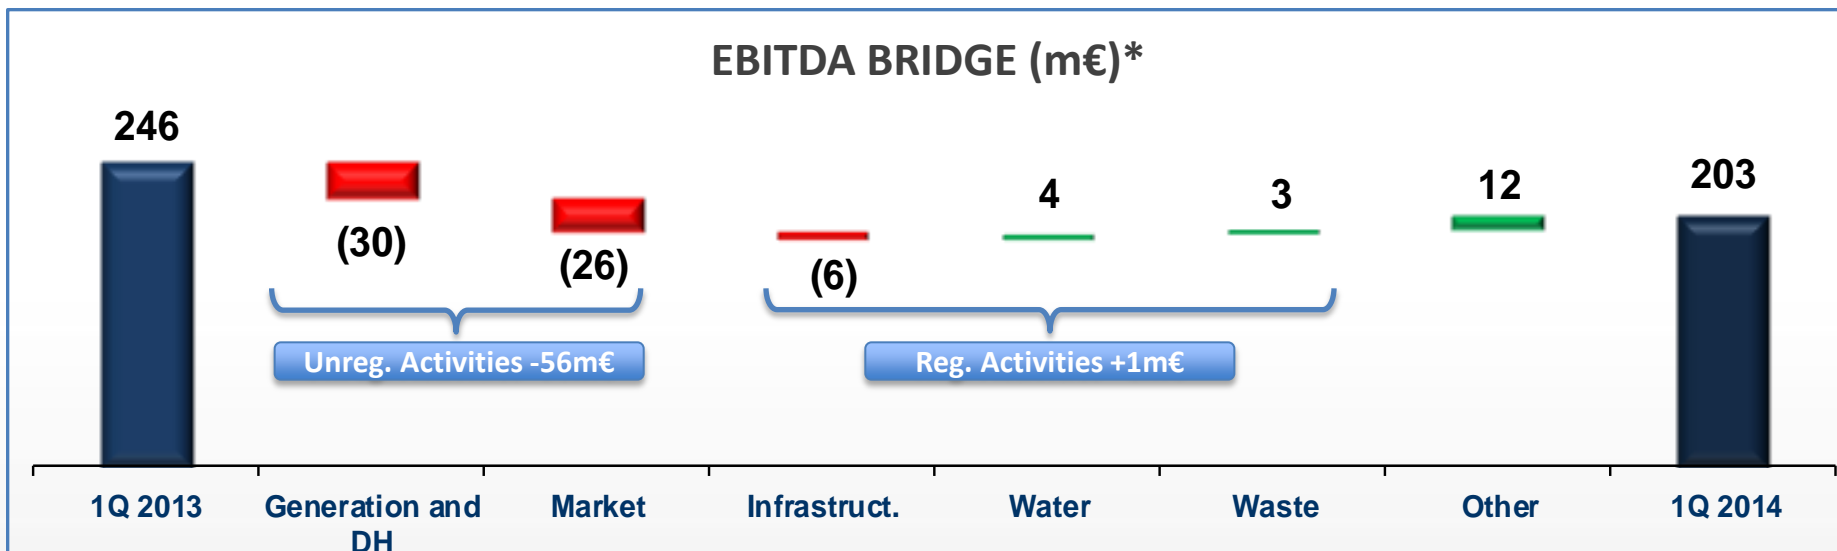 EBITDA BRIDGE (m€)*
246
(30)
(26)
(6)
4
3
12
203
Unreg. Activities -56m€
Reg. Activities +1m€
1Q 2013
Generation and
DH
Market
Infrastruct.
Water
Waste
Other
1Q 2014